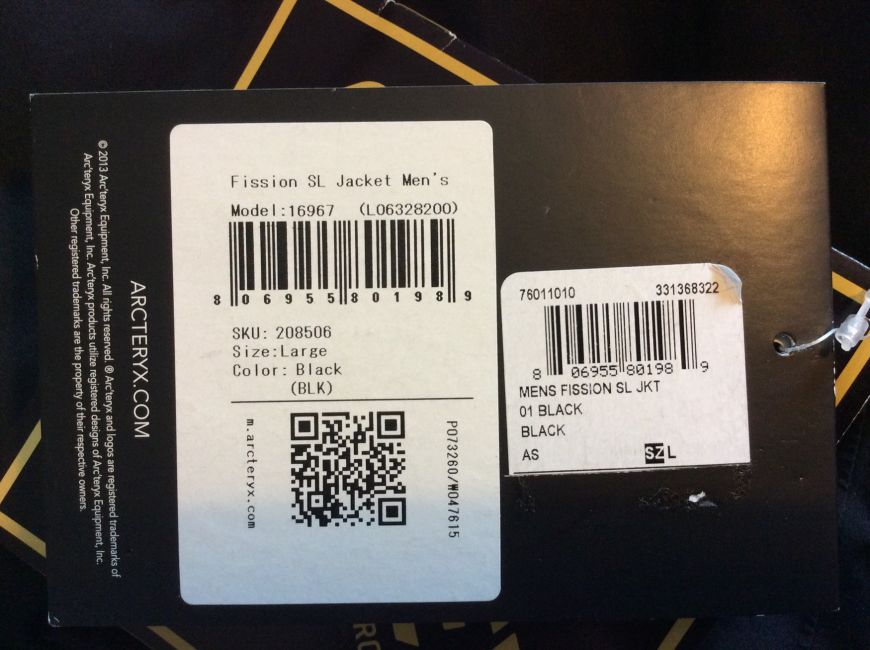 Fission SL Jacket Men's
Model:16967 (L06328200)
8 06955 80198 9
SKU: 208506
Size:Large
Color: Black
(BLK)
m.arcteryx.com
PO73260/W047615
76011010 331368322
8 06955 80198 9
MENS FISSION SL JKT
01 BLACK
BLACK
AS SZ L
ARCTERYX.COM
© 2013 Arc'teryx Equipment, Inc. All rights reserved. ® Arc'teryx and logos are registered trademarks of
Arc'teryx Equipment, Inc. Arc'teryx products utilize registered designs of Arc'teryx Equipment, Inc.
Other registered trademarks are the property of their respective owners.